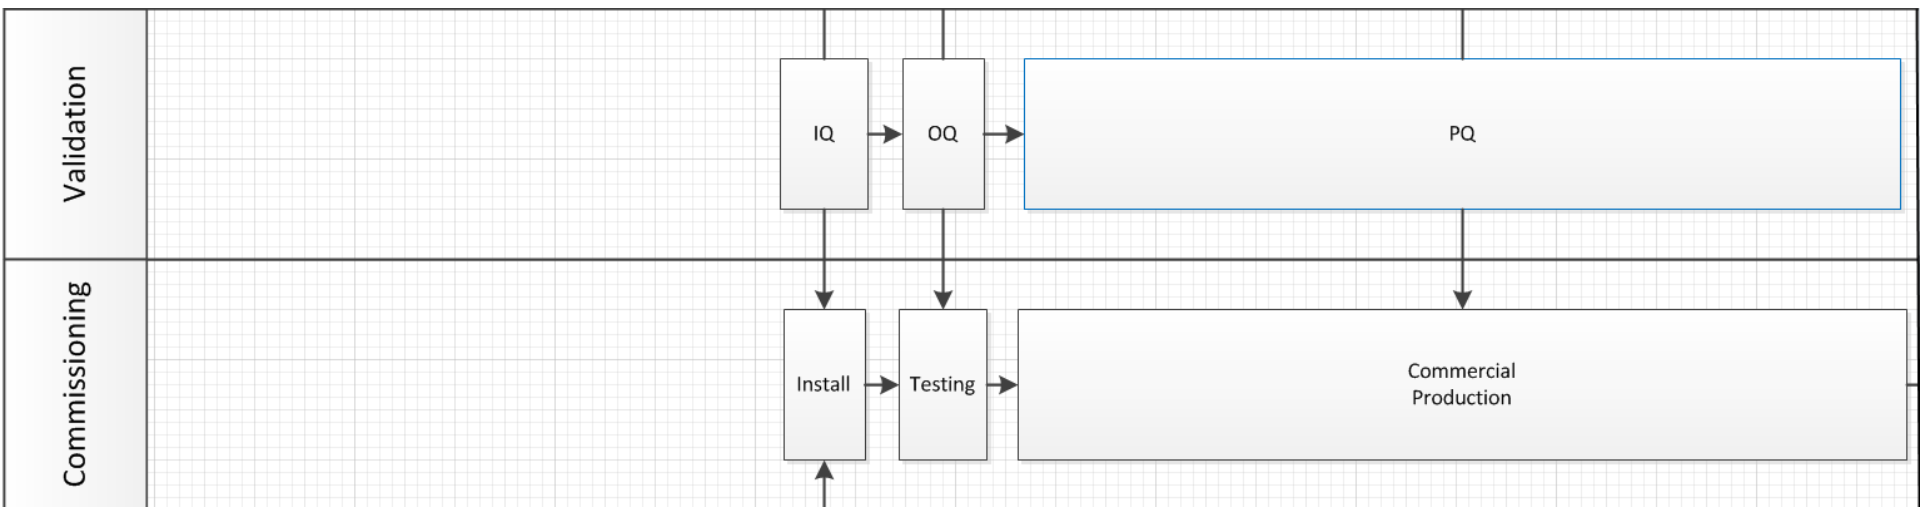 Validation
IQ
OQ
PQ
Commissioning
Install
Testing
Commercial
Production